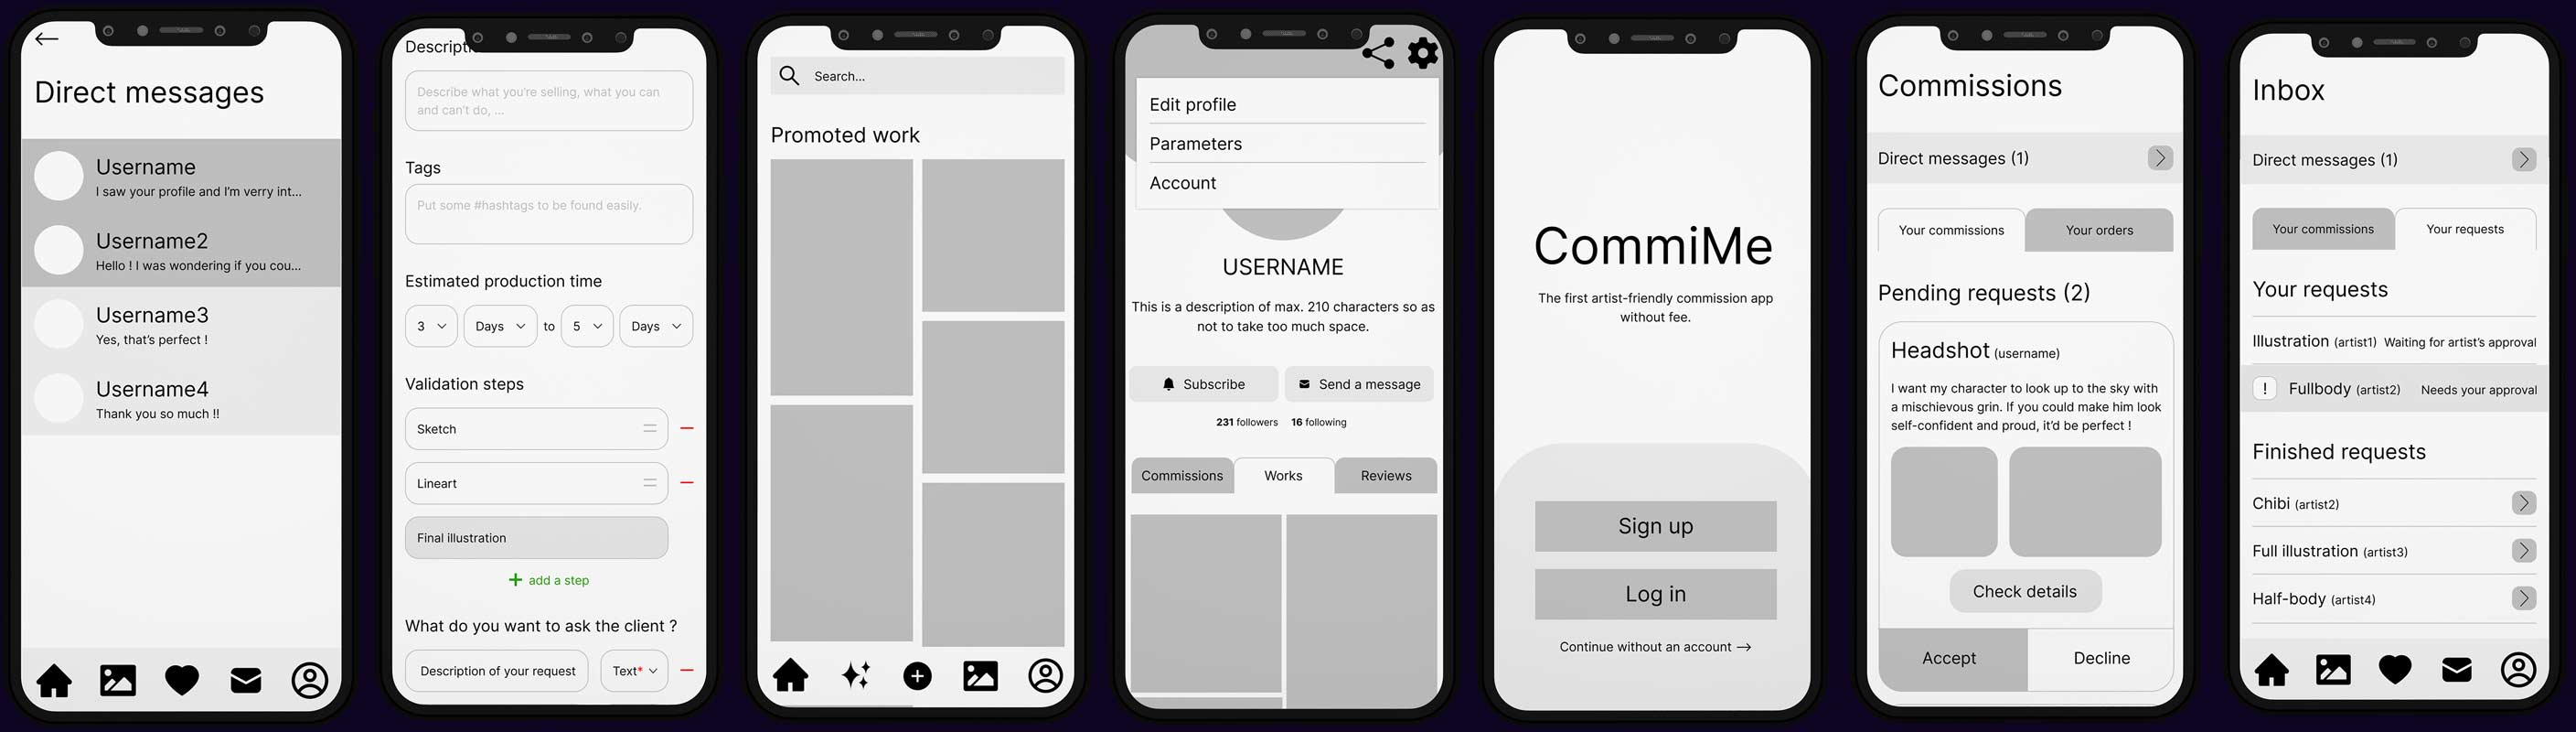 Direct messages
Username
I saw your profile and I'm verry int...
Username2
Hello ! I was wondering if you cou...
Username3
Yes, that's perfect !
Username4
Thank you so much !!
Describe what you're selling, what you can
and can't do, ...
Tags
Put some #hashtags to be found easily.
Estimated production time
3 Days to 5 Days
Validation steps
Sketch
Lineart
Final illustration
+ add a step
What do you want to ask the client ?
Description of your request Text*
Search...
Promoted work
Edit profile
Parameters
Account
USERNAME
This is a description of max. 210 characters so as
not to take too much space.
Subscribe Send a message
231 followers 16 following
Commissions Works Reviews
CommiMe
The first artist-friendly commission app
without fee.
Sign up
Log in
Continue without an account →
Commissions
Direct messages (1)
Your commissions Your orders
Pending requests (2)
Headshot (username)
I want my character to look up to the sky with
a mischievous grin. If you could make him look
self-confident and proud, it'd be perfect !
Check details
Accept Decline
Inbox
Direct messages (1)
Your commissions Your requests
Your requests
Illustration (artist1) Waiting for artist's approval
! Fullbody (artist2) Needs your approval
Finished requests
Chibi (artist2)
Full illustration (artist3)
Half-body (artist4)